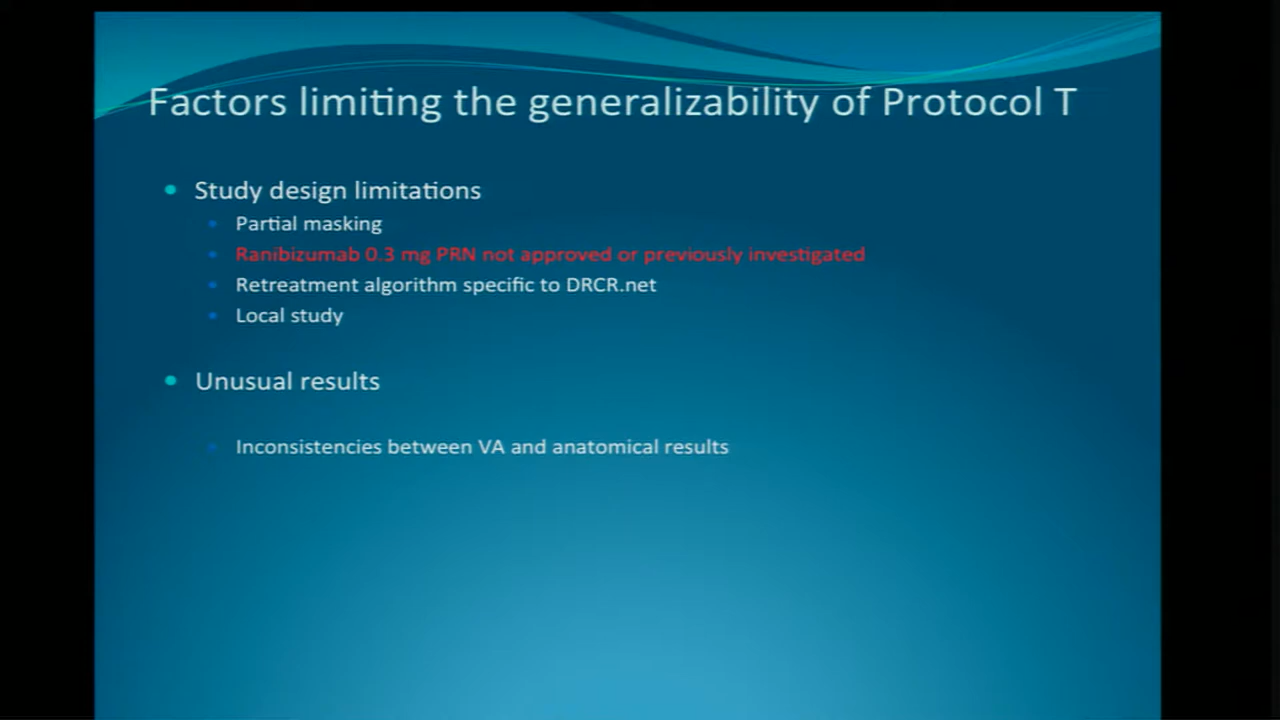 Factors limiting the generalizability of Protocol T
Study design limitations
Partial masking
Ranibizumab 0.3 mg PRN not approved or previously investigated
Retreatment algorithm specific to DRCR.net
Local study
Unusual results
Inconsistencies between VA and anatomical results